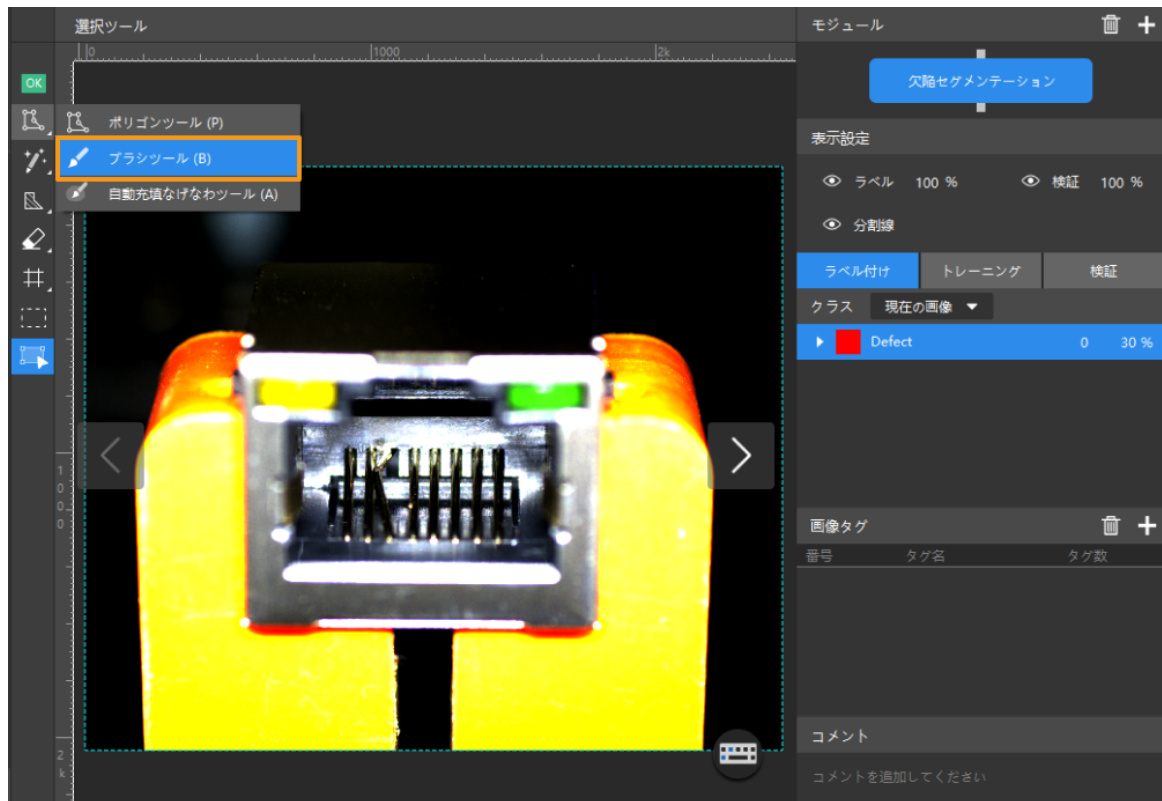 選択ツール
0 1000 2k
OK
ポリゴンツール (P)
ブラシツール (B)
自動充填なげなわツール (A)
1000
2k
モジュール
欠陥セグメンテーション
表示設定
ラベル 100 % 検証 100 %
分割線
ラベル付け トレーニング 検証
クラス 現在の画像
Defect 0 30 %
画像タグ
番号 タグ名 タグ数
コメント
コメントを追加してください